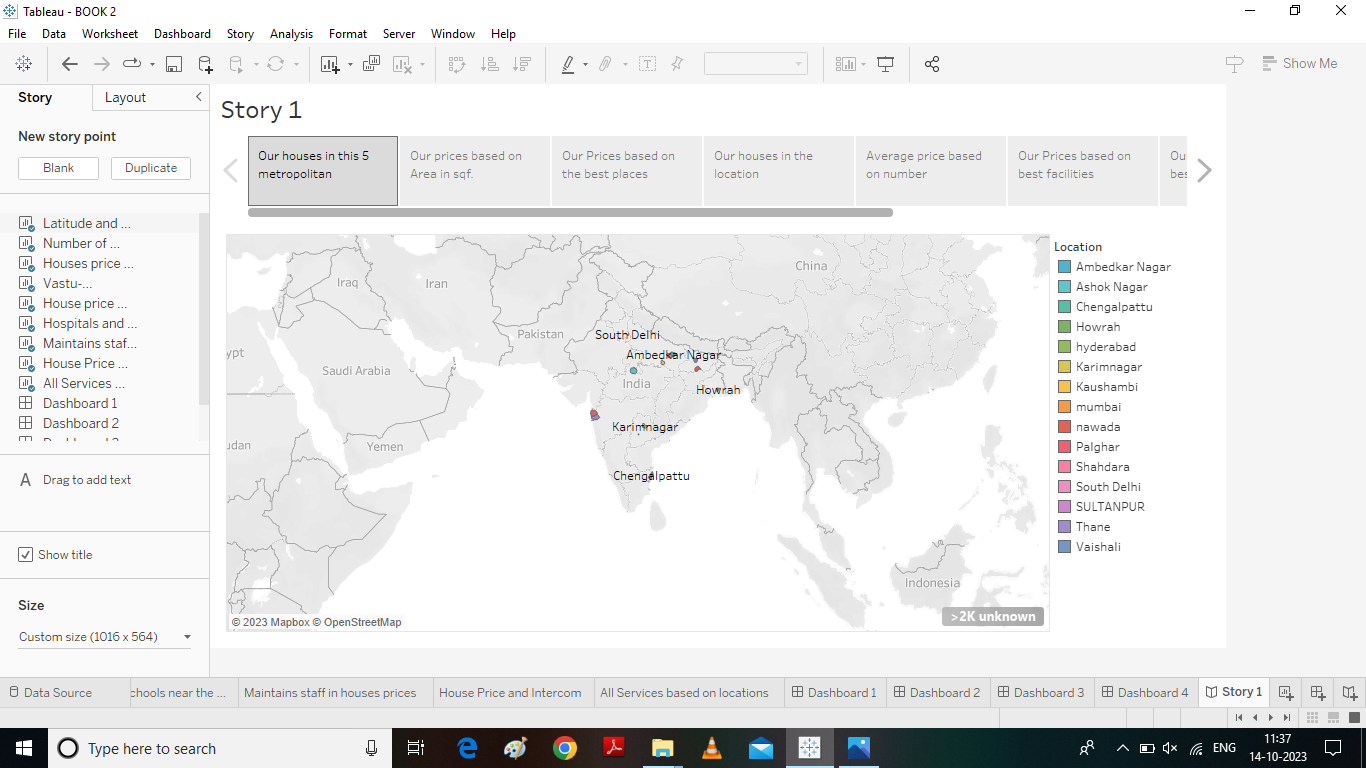 Tableau - BOOK 2
File Data Worksheet Dashboard Story Analysis Format Server Window Help
Show Me
Story Layout
New story point
Blank Duplicate
Latitude and ...
Number of ...
Houses price ...
Vastu-...
House price ...
Hospitals and ...
Maintains staf...
House Price ...
All Services ...
Dashboard 1
Dashboard 2
A Drag to add text
Show title
Size
Custom size (1016 x 564)
Story 1
Our houses in this 5
metropolitan
Our prices based on
Area in sqf.
Our Prices based on
the best places
Our houses in the
location
Average price based
on number
Our Prices based on
best facilities
Ou
bes
China
Iraq
Iran
Pakistan
South Delhi
Ambedkar Nagar
ypt
Saudi Arabia
India
Howrah
Karimnagar
udan
Yemen
Chengalpattu
Indonesia
>2K unknown
© 2023 Mapbox © OpenStreetMap
Location
Ambedkar Nagar
Ashok Nagar
Chengalpattu
Howrah
hyderabad
Karimnagar
Kaushambi
mumbai
nawada
Palghar
Shahdara
South Delhi
SULTANPUR
Thane
Vaishali
Data Source chools near the ... Maintains staff in houses prices House Price and Intercom All Services based on locations Dashboard 1 Dashboard 2 Dashboard 3 Dashboard 4 Story 1
Type here to search
ENG
11:37
14-10-2023